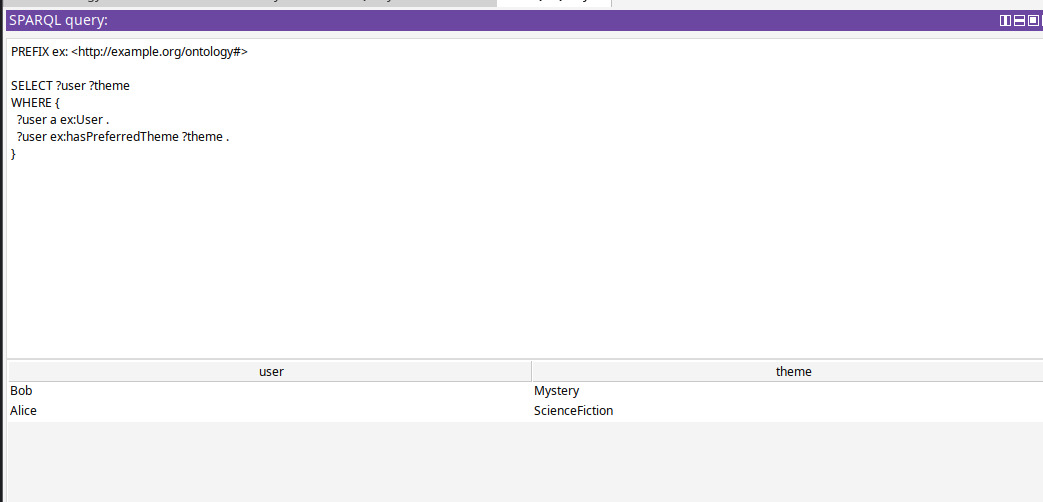 SPARQL query:
PREFIX ex: <http://example.org/ontology#>
SELECT ?user ?theme
WHERE {
?user a ex:User .
?user ex:hasPreferredTheme ?theme .
}
user theme
Bob Mystery
Alice ScienceFiction